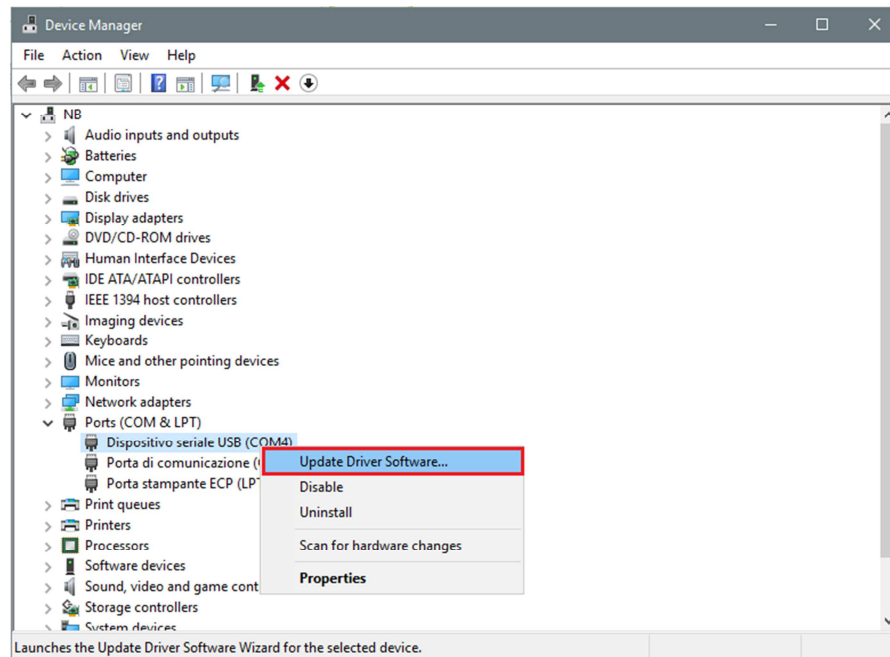 Device Manager
File Action View Help
NB
Audio inputs and outputs
Batteries
Computer
Disk drives
Display adapters
DVD/CD-ROM drives
Human Interface Devices
IDE ATA/ATAPI controllers
IEEE 1394 host controllers
Imaging devices
Keyboards
Mice and other pointing devices
Monitors
Network adapters
Ports (COM & LPT)
Dispositivo seriale USB (COM4)
Porta di comunicazione (
Porta stampante ECP (LPT
Update Driver Software...
Disable
Uninstall
Scan for hardware changes
Properties
Print queues
Printers
Processors
Software devices
Sound, video and game cont
Storage controllers
System devices
Launches the Update Driver Software Wizard for the selected device.